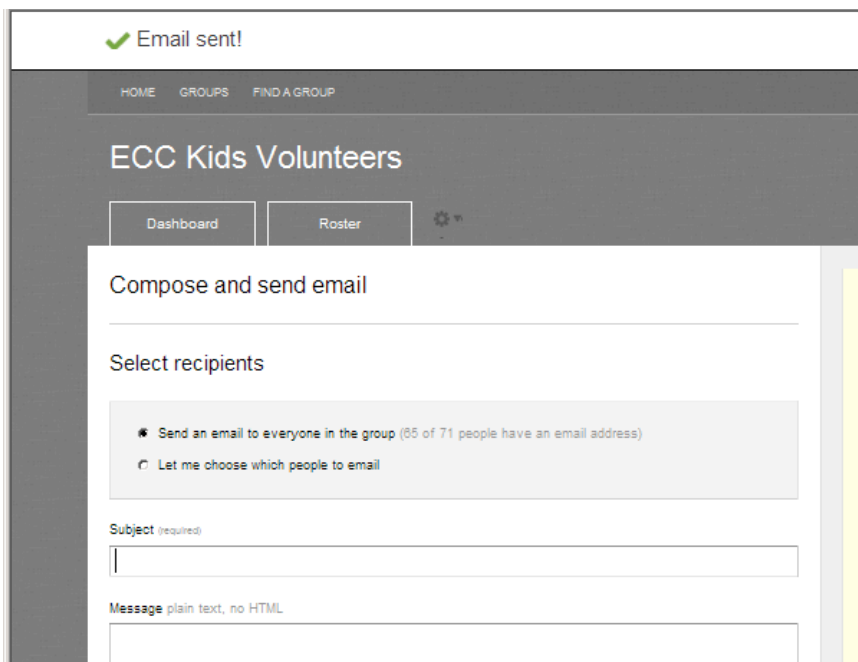 Email sent!
HOME GROUPS FIND A GROUP
ECC Kids Volunteers
Dashboard Roster
Compose and send email
Select recipients
Send an email to everyone in the group (65 of 71 people have an email address)
Let me choose which people to email
Subject (required)
Message plain text, no HTML